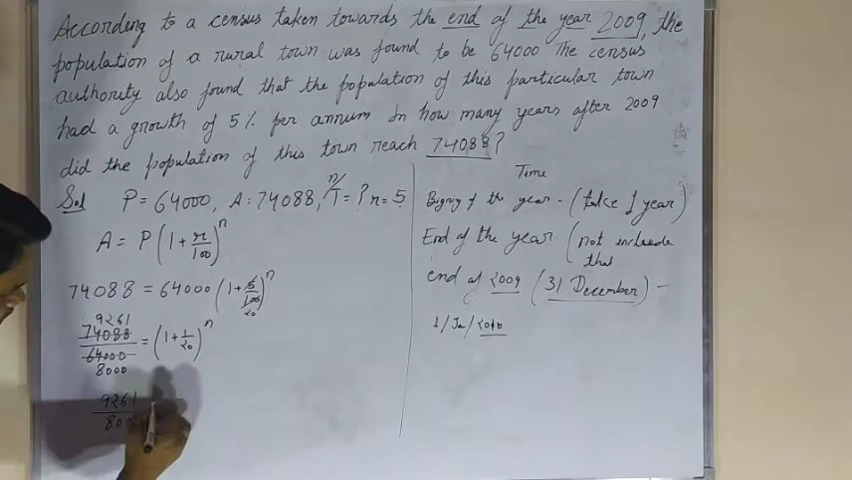 According to a census taken towards the end of the year 2009, the
population of a rural town was found to be 64000 The census
authority also found that the population of this particular town
had a growth of 5% per annum In how many years after 2009
did the population of this town reach 74088?
Sol P = 64000, A = 74088, n/T = ? r = 5
A = P(1 + r/100)^n
74088 = 64000 (1 + 5/100)^n
20
9261
74088/64000 = (1 + 1/20)^n
8000
9261/800
Time
of the year - (take 1 year)
End of the year (not include
that
end of 2009 (31 December) -
1/Jan/2010